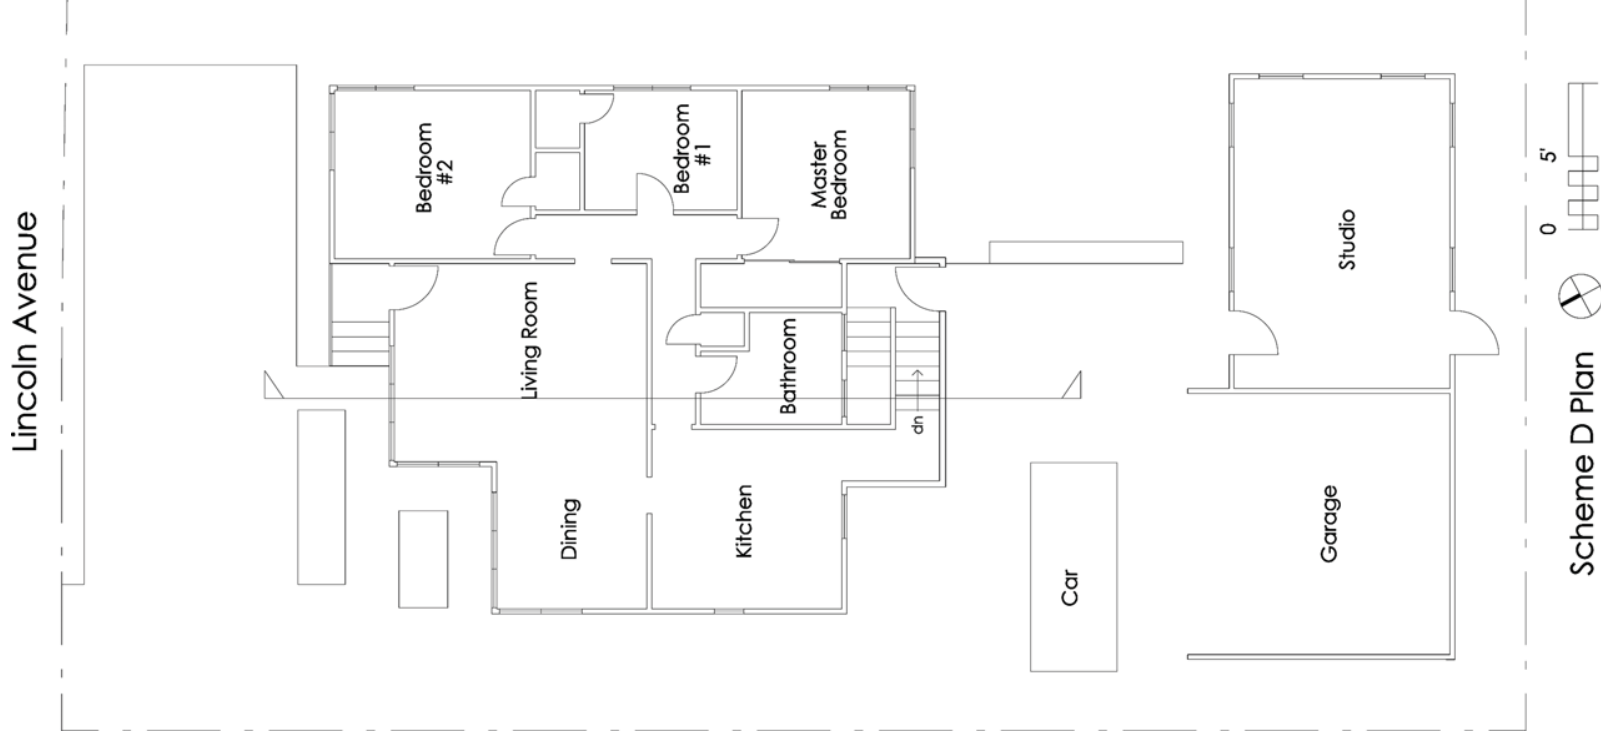 Lincoln Avenue
Bedroom
#2
Bedroom
#1
Master
Bedroom
Living Room
Bathroom
dn
Dining
Kitchen
Car
Studio
Garage
0
5'
Scheme D Plan